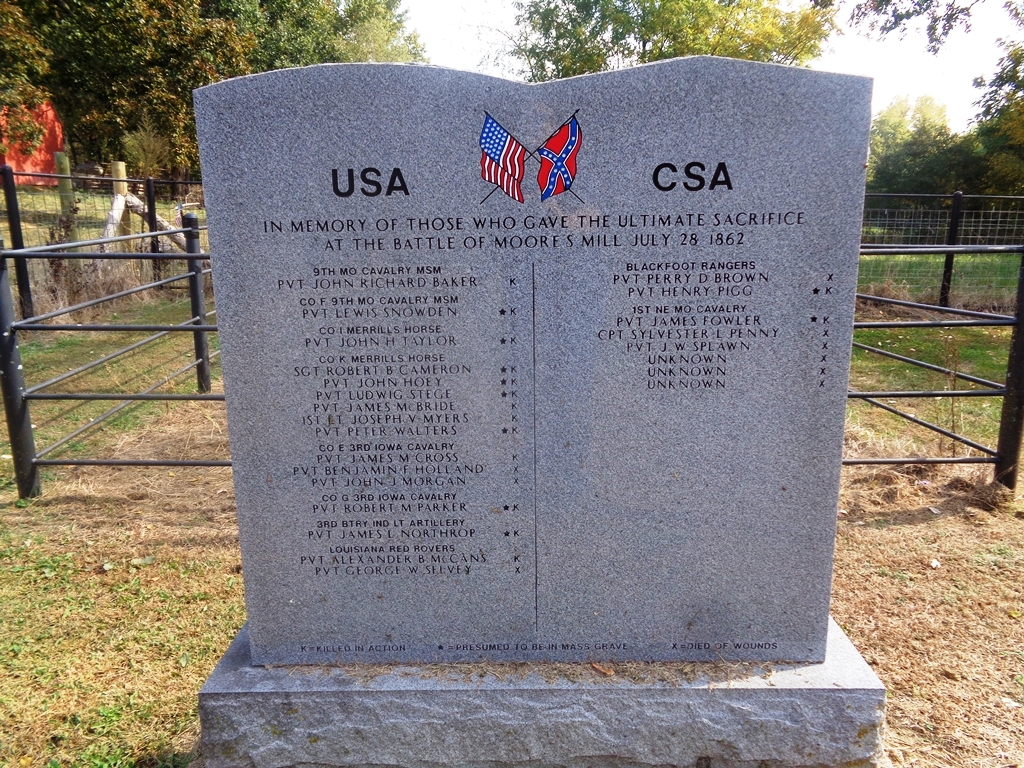 USA
CSA
IN MEMORY OF THOSE WHO GAVE THE ULTIMATE SACRIFICE
AT THE BATTLE OF MOORE'S MILL JULY 28 1862
9TH MO CAVALRY MSM
PVT JOHN RICHARD BAKER K
CO F 9TH MO CAVALRY MSM
PVT LEWIS SNOWDEN ★K
CO I MERRILLS HORSE
PVT JOHN H TAYLOR ★K
CO K MERRILLS HORSE
SGT ROBERT B CAMERON ★K
PVT JOHN HOEY ★K
PVT LUDWIG STEGE ★K
PVT JAMES McBRIDE K
1ST LT JOSEPH V MYERS K
PVT PETER WALTERS ★K
CO E 3RD IOWA CAVALRY
PVT JAMES M CROSS K
PVT BENJAMIN F HOLLAND X
PVT JOHN J MORGAN X
CO G 3RD IOWA CAVALRY
PVT ROBERT M PARKER ★K
3RD BTRY IND LT ARTILLERY
PVT JAMES L NORTHROP ★K
LOUISIANA RED ROVERS
PVT ALEXANDER B McCANS K
PVT GEORGE W SELVEY X
BLACKFOOT RANGERS
PVT PERRY D BROWN X
PVT HENRY PIGG ★K
1ST NE MO CAVALRY
PVT JAMES FOWLER ★K
CPT SYLVESTER L PENNY X
PVT J W SPLAWN X
UNKNOWN X
UNKNOWN X
UNKNOWN X
K=KILLED IN ACTION ★=PRESUMED TO BE IN MASS GRAVE X=DIED OF WOUNDS